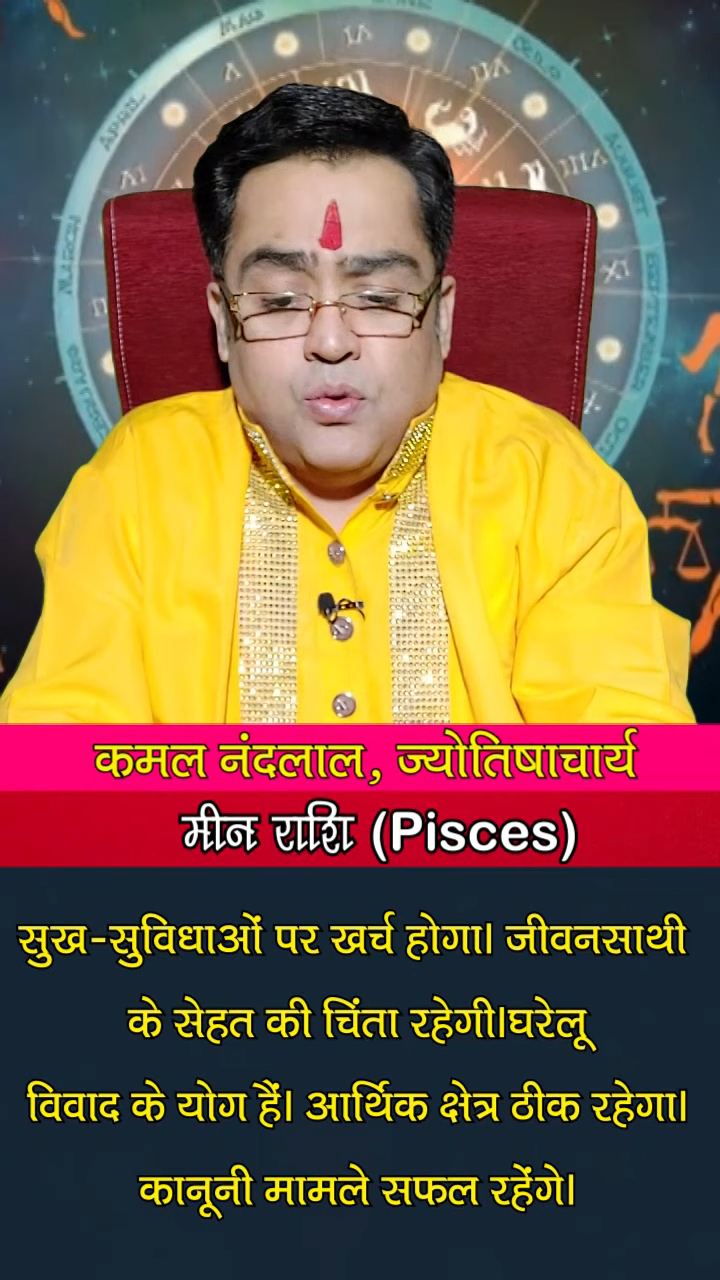 कमल नंदलाल, ज्योतिषाचार्य
मीन राशि (Pisces)
सुख-सुविधाओं पर खर्च होगा। जीवनसाथी
के सेहत की चिंता रहेगी।घरेलू
विवाद के योग हैं। आर्थिक क्षेत्र ठीक रहेगा।
कानूनी मामले सफल रहेंगे।